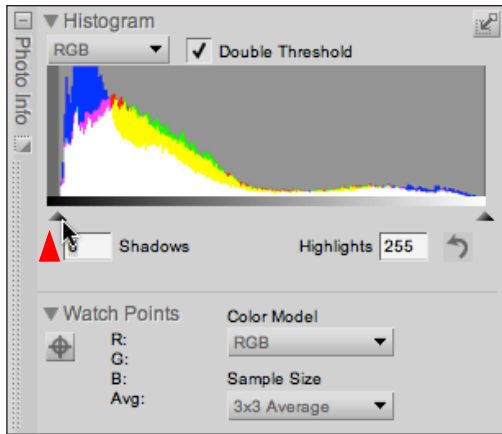 Photo Info
Histogram
RGB
Double Threshold
Shadows
Highlights 255
Watch Points
R:
G:
B:
Avg:
Color Model
RGB
Sample Size
3x3 Average